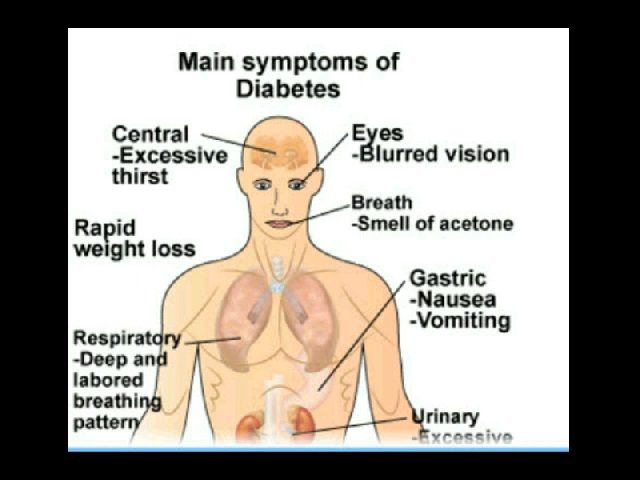 Main symptoms of
Diabetes
Central
-Excessive
thirst
Eyes
-Blurred vision
Breath
-Smell of acetone
Rapid
weight loss
Gastric
-Nausea
-Vomiting
Respiratory
-Deep and
labored
breathing
pattern
Urinary
-Excessive